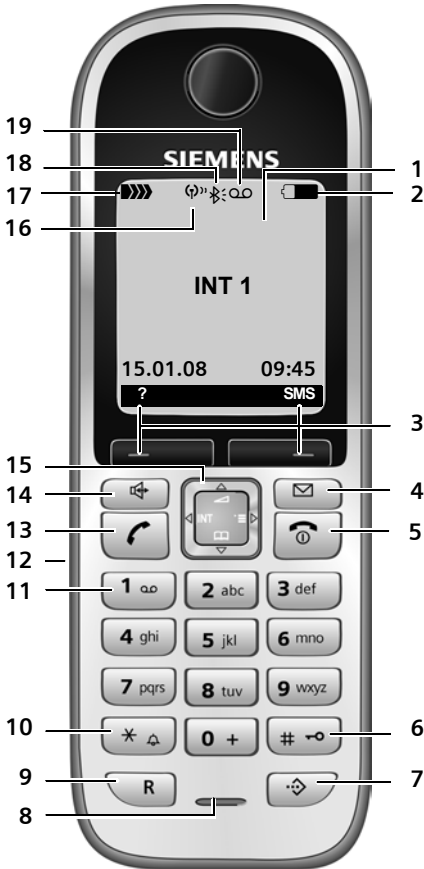 19
18
17
16
SIEMENS
1
2
INT 1
15.01.08 09:45
? SMS
3
15
14
13
12
11
4
5
INT
1
2 abc
3 def
4 ghi
5 jkl
6 mno
7 pqrs
8 tuv
9 wxyz
10
* 
0 +
#
6
9
R
8
7